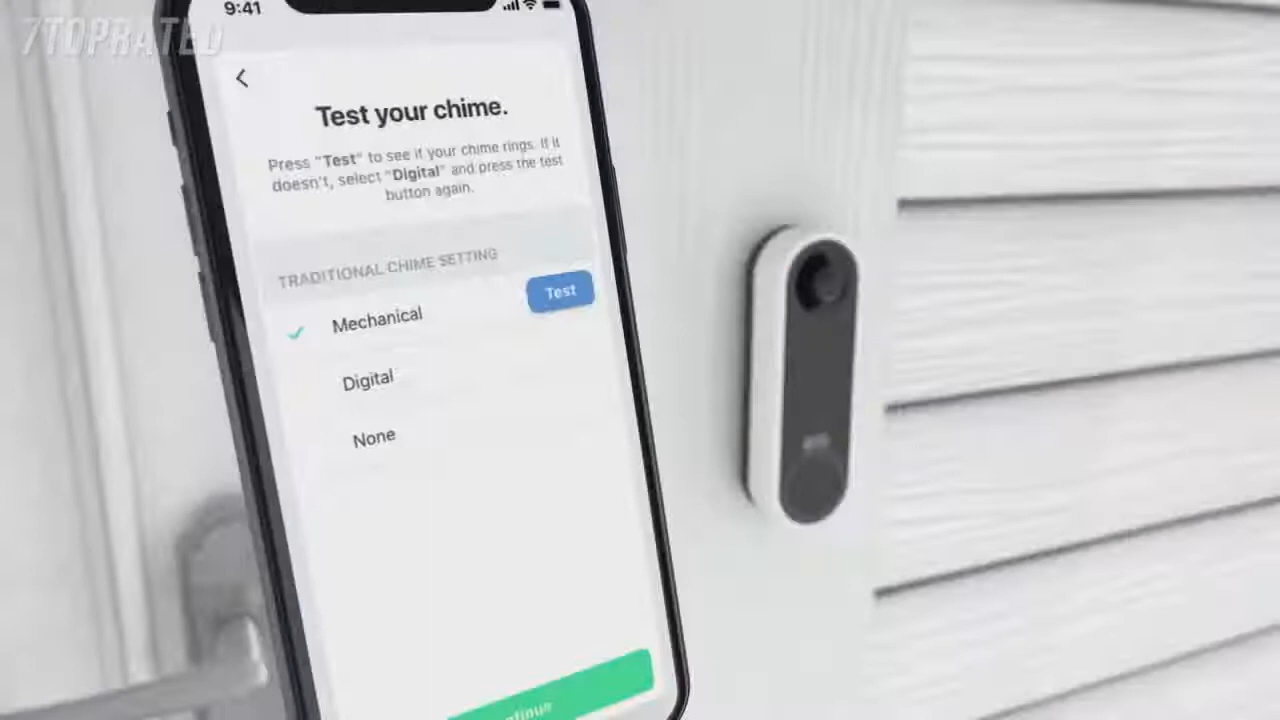 7TOPRATED
9:41
Test your chime.
Press "Test" to see if your chime rings. If it
doesn't, select "Digital" and press the test
button again.
TRADITIONAL CHIME SETTING
Mechanical
Test
Digital
None